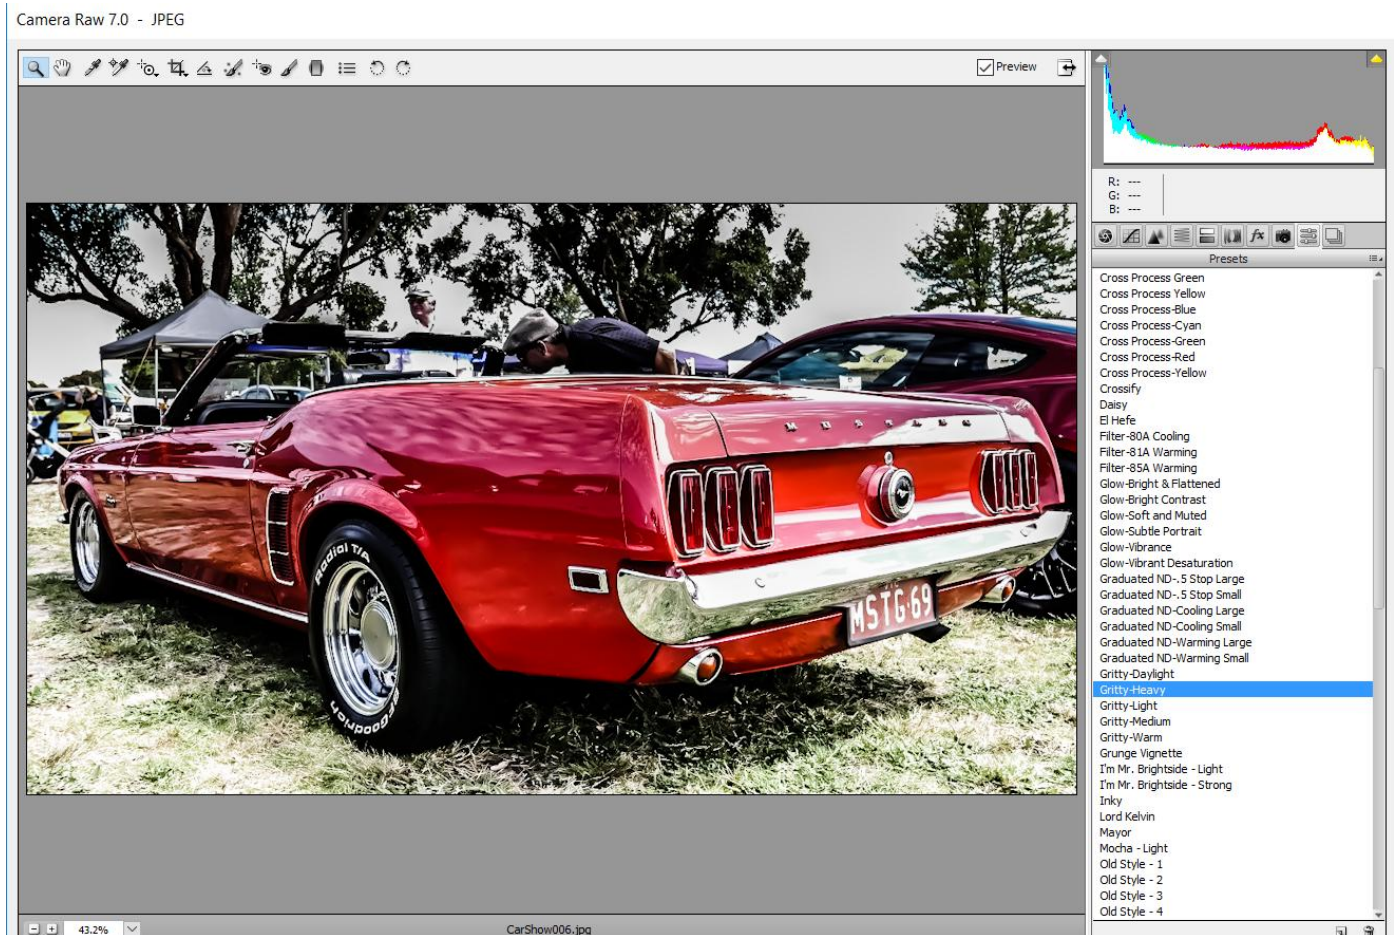 Camera Raw 7.0 - JPEG
Preview
R: ---
G: ---
B: ---
fx
Presets
Cross Process Green
Cross Process Yellow
Cross Process-Blue
Cross Process-Cyan
Cross Process-Green
Cross Process-Red
Cross Process-Yellow
Crossify
Daisy
El Hefe
Filter-80A Cooling
Filter-81A Warming
Filter-85A Warming
Glow-Bright & Flattened
Glow-Bright Contrast
Glow-Soft and Muted
Glow-Subtle Portrait
Glow-Vibrance
Glow-Vibrant Desaturation
Graduated ND-.5 Stop Large
Graduated ND-.5 Stop Small
Graduated ND-Cooling Large
Graduated ND-Cooling Small
Graduated ND-Warming Large
Graduated ND-Warming Small
Gritty-Daylight
Gritty-Heavy
Gritty-Light
Gritty-Medium
Gritty-Warm
Grunge Vignette
I'm Mr. Brightside - Light
I'm Mr. Brightside - Strong
Inky
Lord Kelvin
Mayor
Mocha - Light
Old Style - 1
Old Style - 2
Old Style - 3
Old Style - 4
MUSTANG
Radial T/A
BFGoodrich
MSTG·69
43.2%
CarShow006.jpg